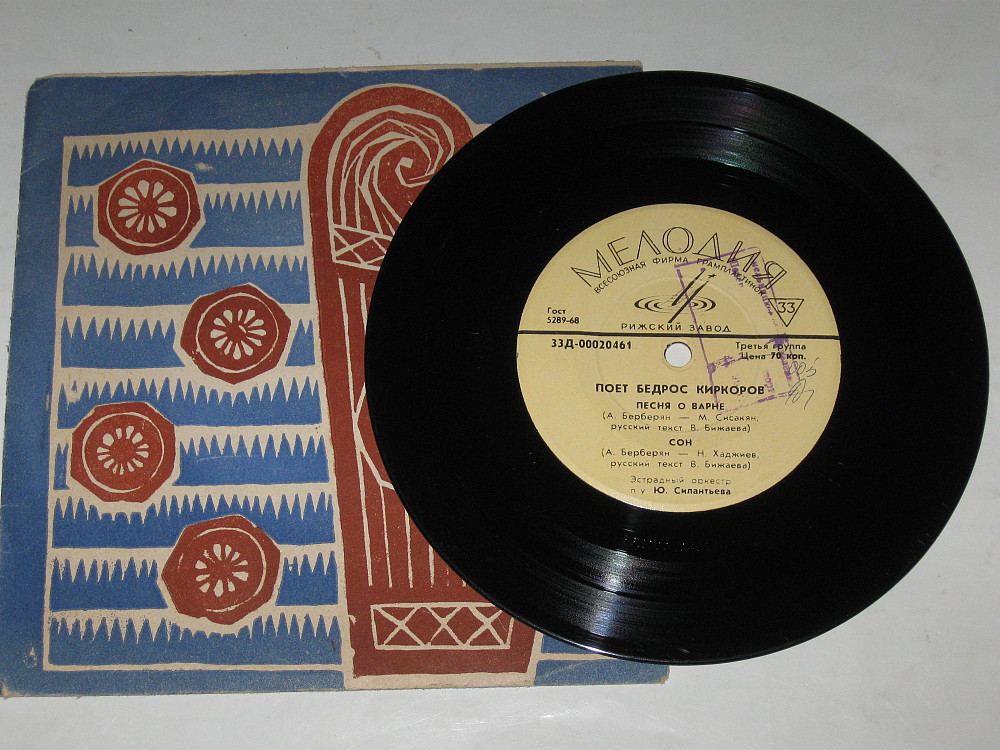 МЕЛОДИЯ
ВСЕСОЮЗНАЯ ФИРМА ГРАМПЛАСТИНОК
33
Гост
5289-68
РИЖСКИЙ ЗАВОД
33Д-00020461
Третья группа
Цена 70 коп.
ПОЕТ БЕДРОС КИРКОРОВ
ПЕСНЯ О ВАРНЕ
(А. Берберян — М. Сисакян,
русский текст В. Бижаева)
СОН
(А. Берберян — Н. Хаджиев,
русский текст В. Бижаева)
Эстрадный оркестр
п/у Ю. Силантьева